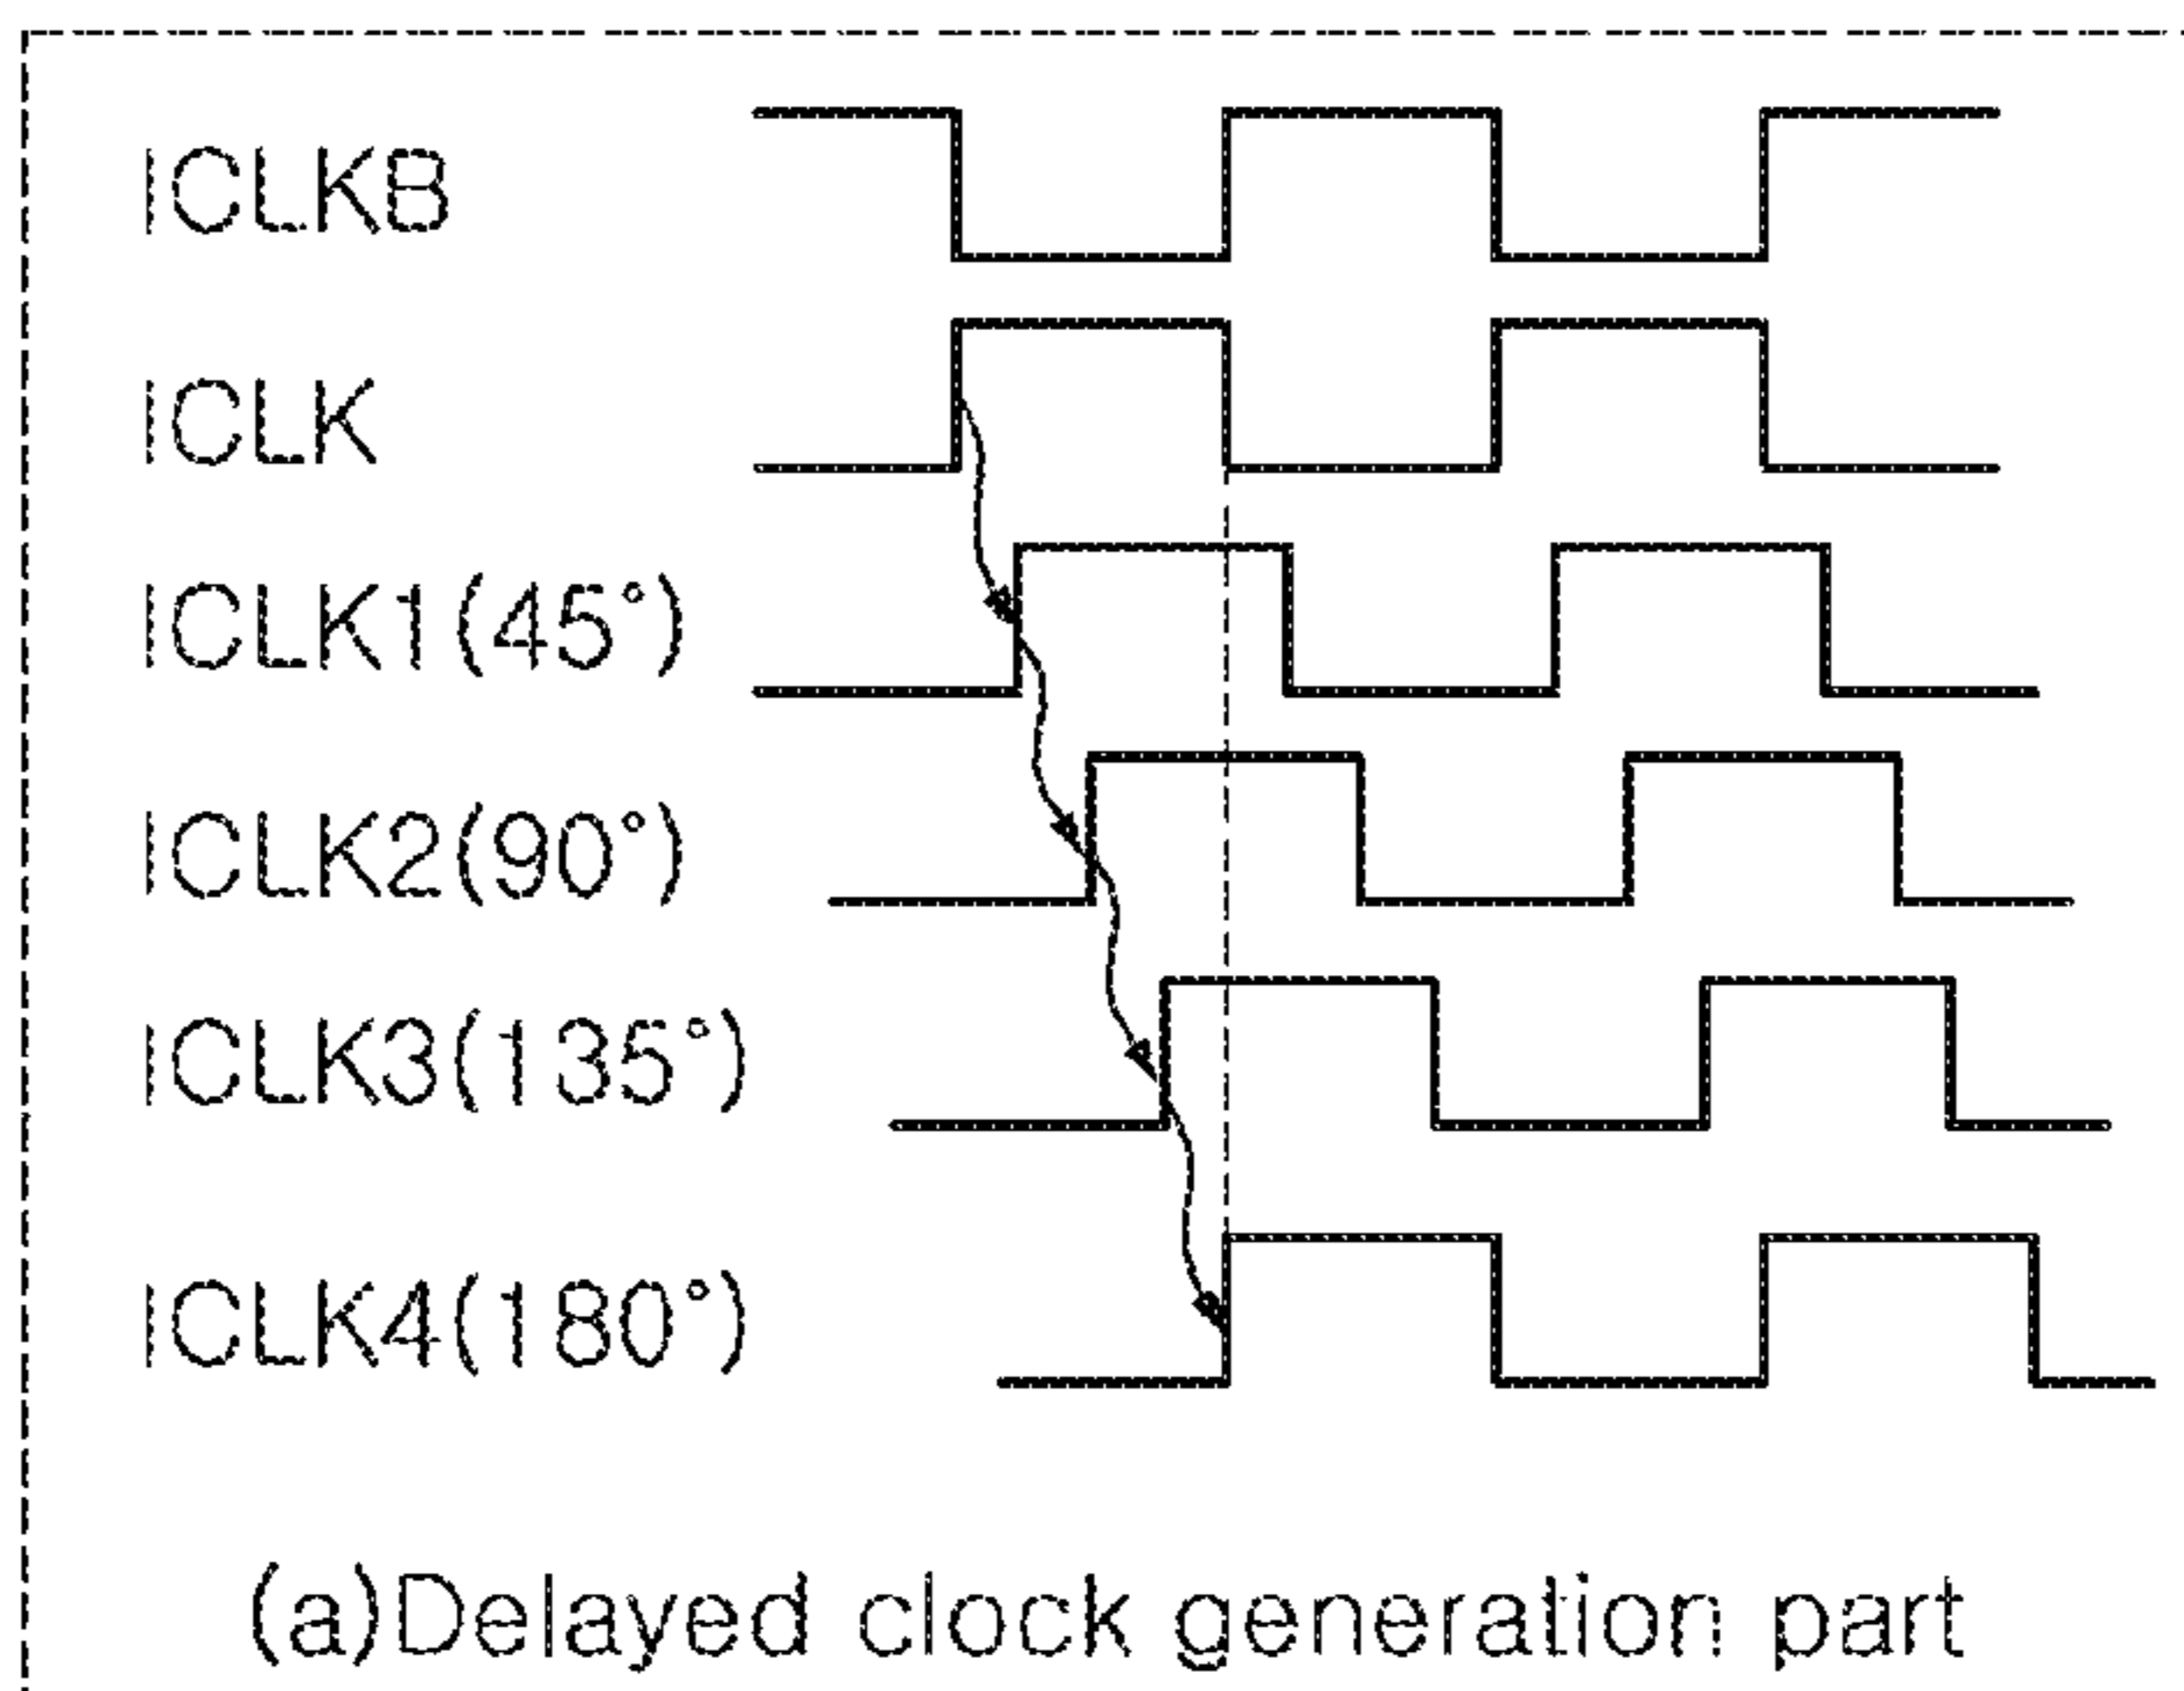 ICLKB
ICLK
ICLK1(45°)
ICLK2(90°)
ICLK3(135°)
ICLK4(180°)
(a)Delayed clock generation part